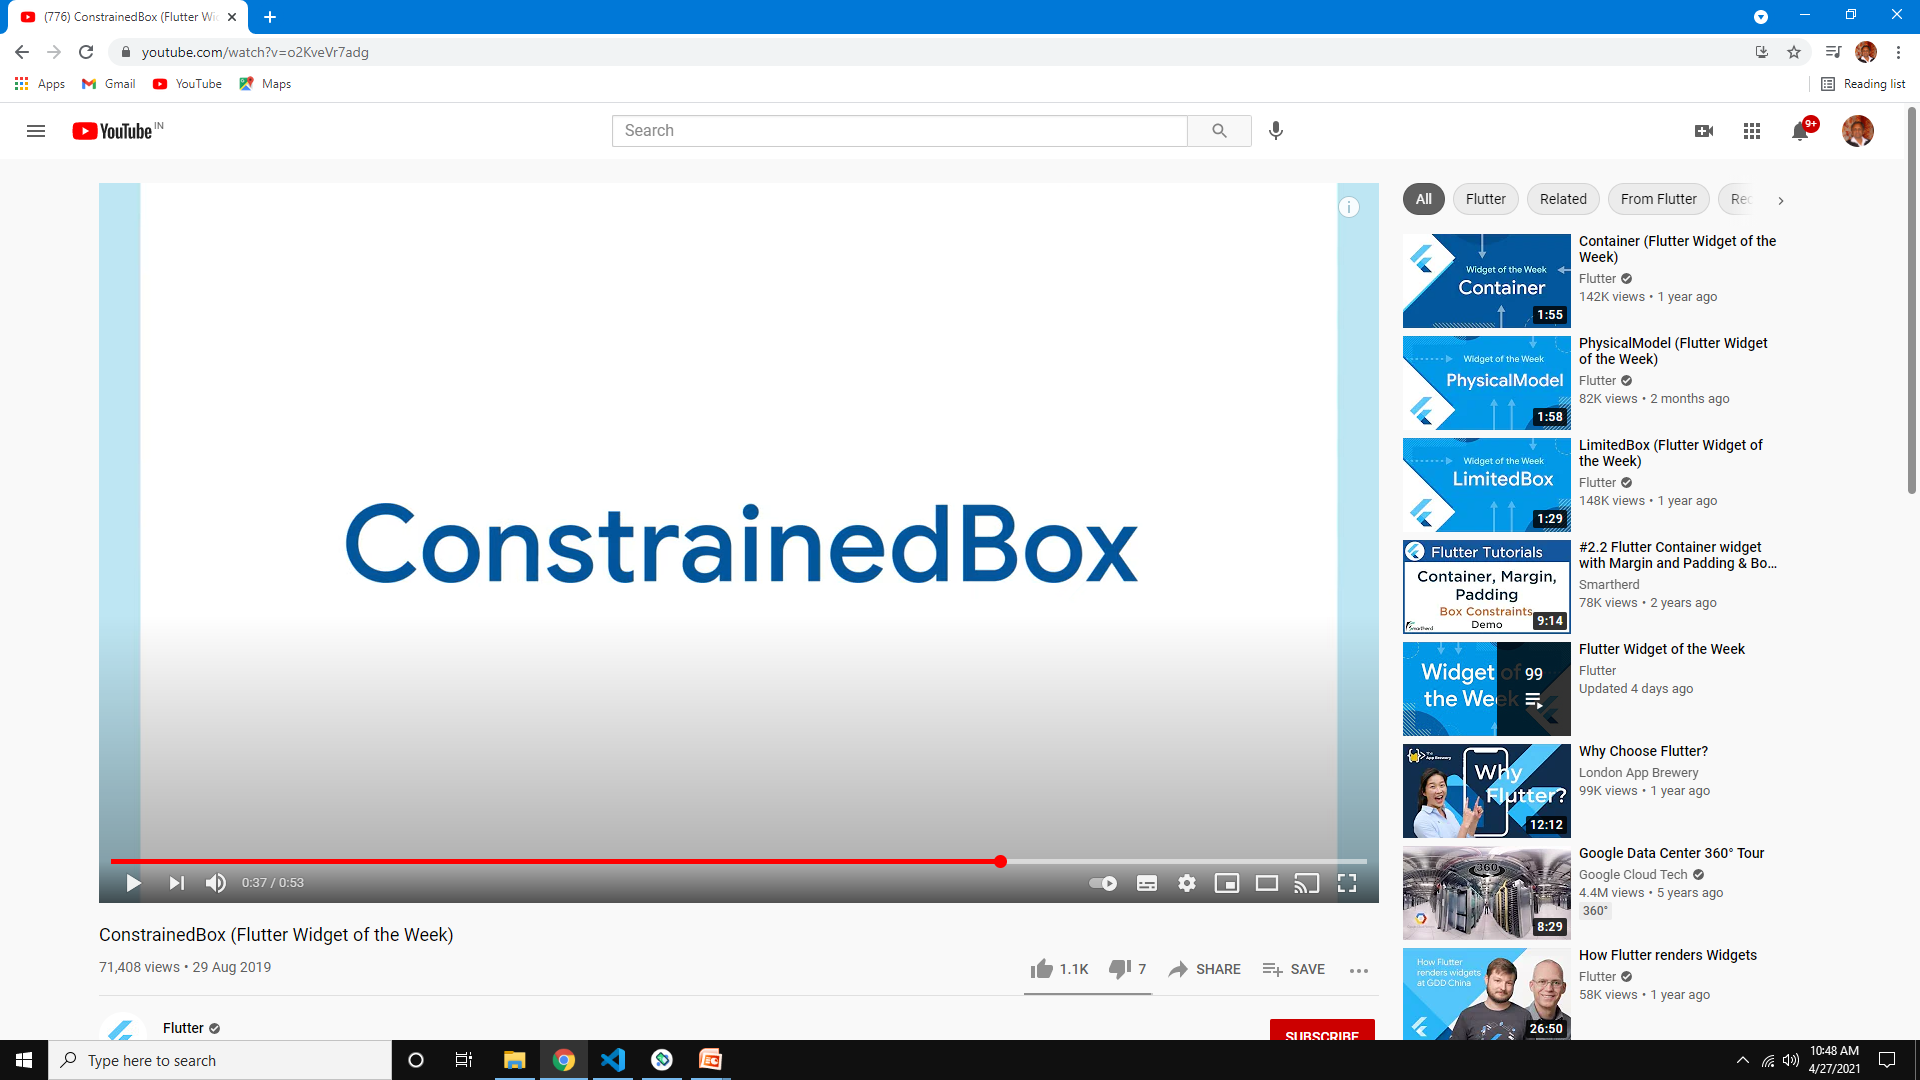 (776) ConstrainedBox (Flutter Wi
youtube.com/watch?v=o2KveVr7adg
Apps
Gmail
YouTube
Maps
Reading list
YouTube IN
Search
9+
ConstrainedBox
0:37 / 0:53
ConstrainedBox (Flutter Widget of the Week)
71,408 views • 29 Aug 2019
1.1K
7
SHARE
SAVE
Flutter
SUBSCRIBE
All
Flutter
Related
From Flutter
Rec
Widget of the Week
Container
1:55
Container (Flutter Widget of the
Week)
Flutter
142K views • 1 year ago
Widget of the Week
PhysicalModel
1:58
PhysicalModel (Flutter Widget
of the Week)
Flutter
82K views • 2 months ago
Widget of the Week
LimitedBox
1:29
LimitedBox (Flutter Widget of
the Week)
Flutter
148K views • 1 year ago
Flutter Tutorials
Container, Margin,
Padding
Box Constraints
Demo
Smartherd
9:14
#2.2 Flutter Container widget
with Margin and Padding & Bo...
Smartherd
78K views • 2 years ago
Widget of
the Week
99
Flutter Widget of the Week
Flutter
Updated 4 days ago
The
App Brewery
Why
Flutter?
12:12
Why Choose Flutter?
London App Brewery
99K views • 1 year ago
360°
8:29
Google Data Center 360° Tour
Google Cloud Tech
4.4M views • 5 years ago
360°
How Flutter
renders widgets
at GDD China
26:50
How Flutter renders Widgets
Flutter
58K views • 1 year ago
Type here to search
10:48 AM
4/27/2021